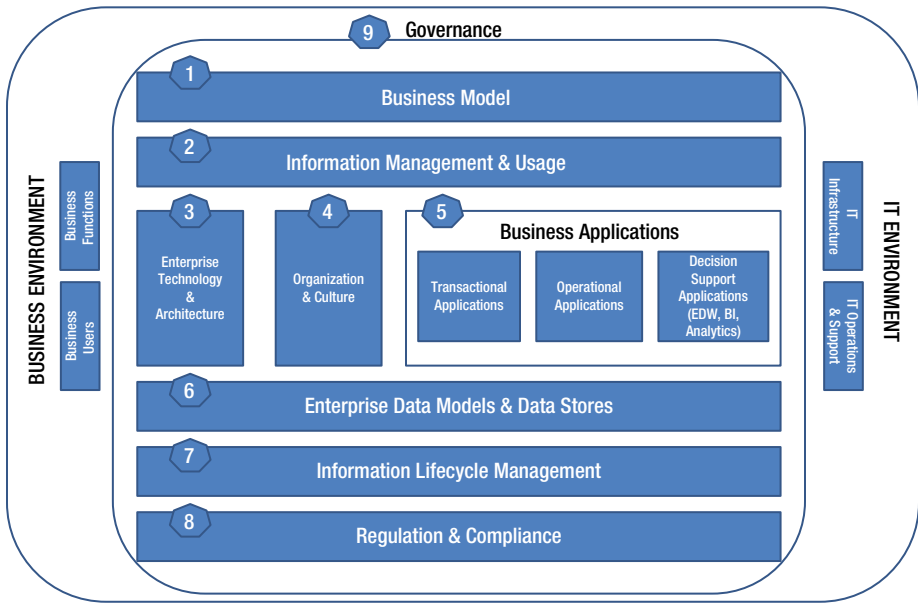 9 Governance
1
Business Model
2
Information Management & Usage
BUSINESS ENVIRONMENT
Business
Functions
Business
Users
3
Enterprise
Technology
&
Architecture
4
Organization
& Culture
5
Business Applications
Transactional
Applications
Operational
Applications
Decision
Support
Applications
(EDW, BI,
Analytics)
IT
Infrastructure
IT Operations
& Support
IT ENVIRONMENT
6
Enterprise Data Models & Data Stores
7
Information Lifecycle Management
8
Regulation & Compliance